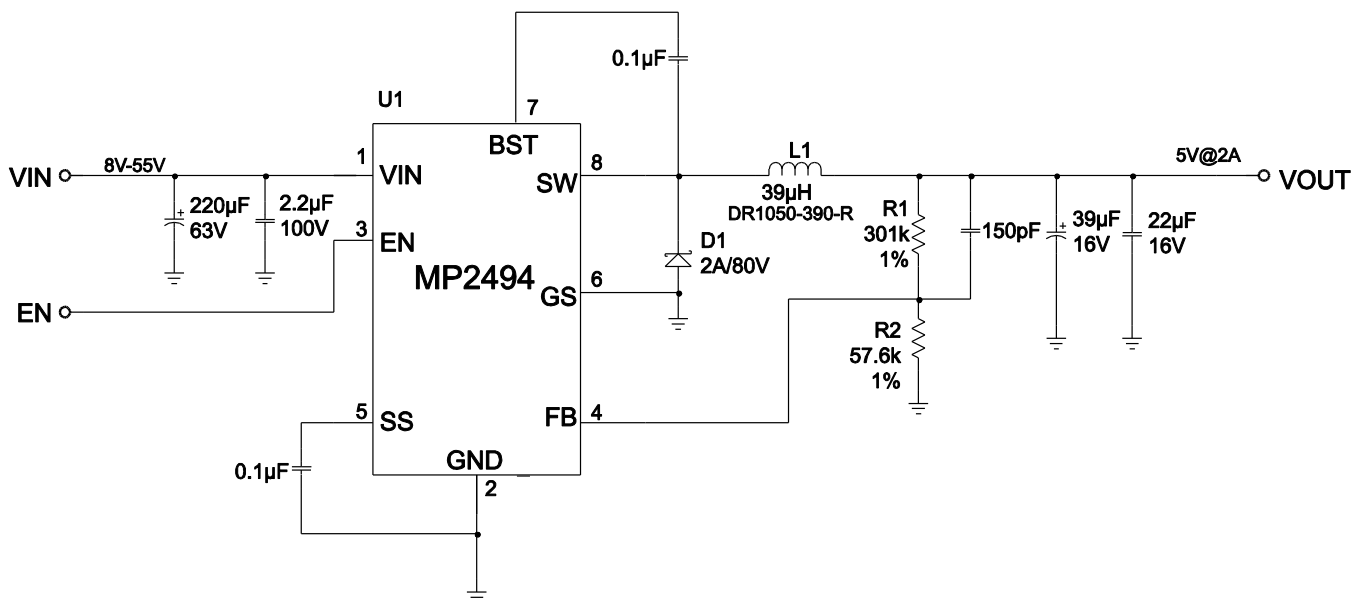 0.1µF
U1
7
BST
8V-55V
VIN
1
VIN
8
SW
L1
39µH
DR1050-390-R
5V@2A
VOUT
220µF
63V
2.2µF
100V
3
EN
MP2494
D1
2A/80V
6
GS
R1
301k
1%
150pF
+
39µF
16V
22µF
16V
+
EN
R2
57.6k
1%
5
SS
FB
4
0.1µF
GND
2